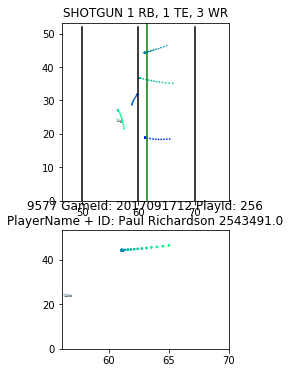 SHOTGUN 1 RB, 1 TE, 3 WR
50
40
30
20
10
0
50 60 70
9577 GameId: 2017091712 PlayId: 256
PlayerName + ID: Paul Richardson 2543491.0
40
20
0
60 65 70